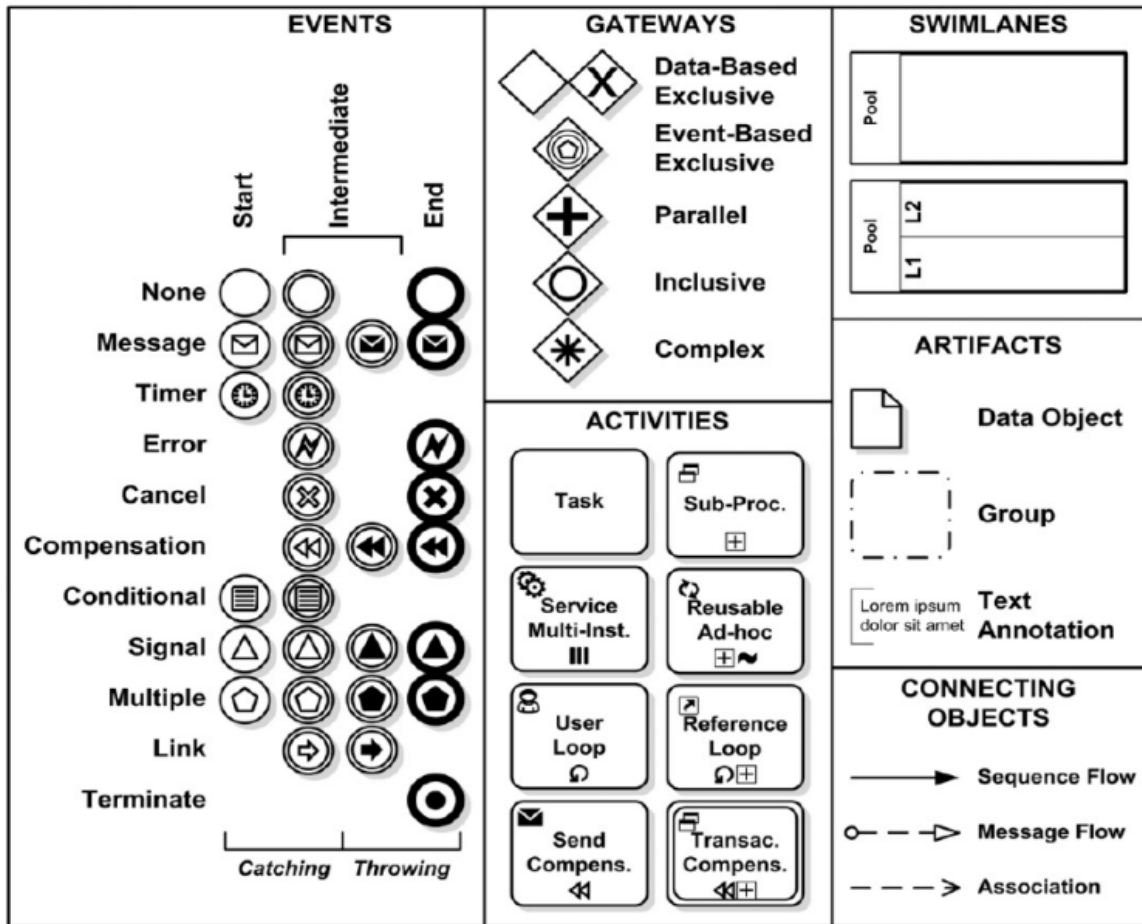 EVENTS
Start
Intermediate
End
None
Message
Timer
Error
Cancel
Compensation
Conditional
Signal
Multiple
Link
Terminate
Catching
Throwing
GATEWAYS
X
Data-Based
Exclusive
Event-Based
Exclusive
Parallel
Inclusive
Complex
ACTIVITIES
Task
Sub-Proc.
Service
Multi-Inst.
Reusable
Ad-hoc
User
Loop
Reference
Loop
Send
Compens.
Transac.
Compens.
SWIMLANES
Pool
Pool
L2
L1
ARTIFACTS
Data Object
Group
Lorem ipsum
dolor sit amet
Text
Annotation
CONNECTING
OBJECTS
Sequence Flow
Message Flow
Association